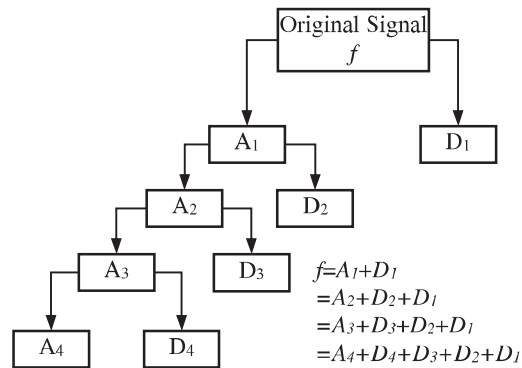 Original Signal
f
A₁
D₁
A₂
D₂
A₃
D₃
A₄
D₄
f=A₁+D₁
=A₂+D₂+D₁
=A₃+D₃+D₂+D₁
=A₄+D₄+D₃+D₂+D₁